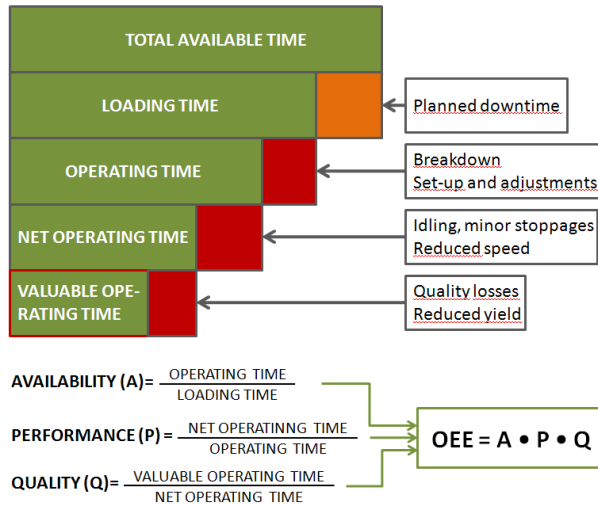 TOTAL AVAILABLE TIME
LOADING TIME
Planned downtime
OPERATING TIME
Breakdown
Set-up and adjustments
NET OPERATING TIME
Idling, minor stoppages
Reduced speed
VALUABLE OPE-
RATING TIME
Quality losses
Reduced yield
AVAILABILITY (A)= OPERATING TIME
LOADING TIME
PERFORMANCE (P) = NET OPERATINNG TIME
OPERATING TIME
QUALITY (Q)= VALUABLE OPERATING TIME
NET OPERATING TIME
OEE = A • P • Q